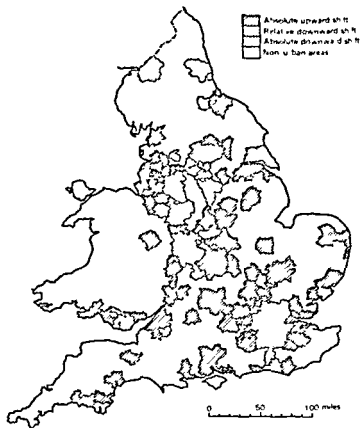 Absolute upward shift
Relative downward shift
Absolute downward shift
Non urban areas
0 50 100 miles